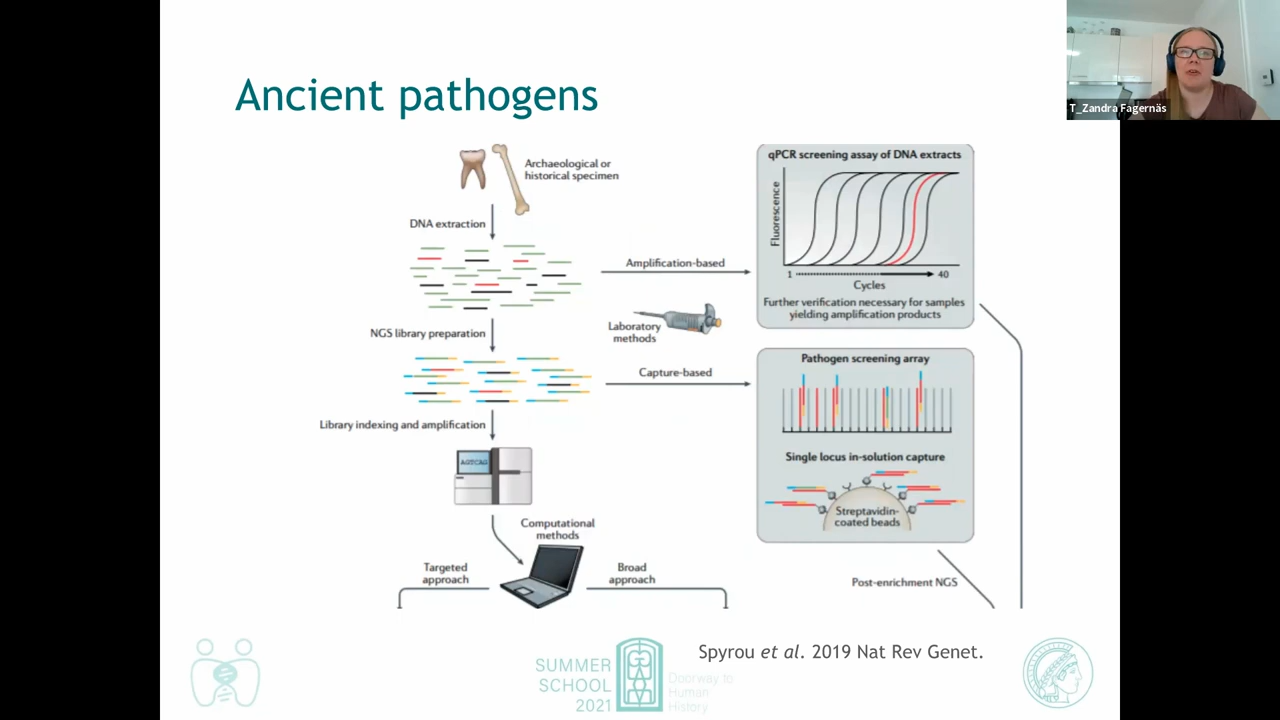 Ancient pathogens
T_Zandra Fagernäs
Archaeological or
historical specimen
DNA extraction
Amplification-based
NGS library preparation
Laboratory
methods
Capture-based
Library indexing and amplification
AGTCAG
Computational
methods
Targeted
approach
Broad
approach
qPCR screening assay of DNA extracts
Fluorescence
1
40
Cycles
Further verification necessary for samples
yielding amplification products
Pathogen screening array
Single locus in-solution capture
Streptavidin-
coated beads
Post-enrichment NGS
Spyrou et al. 2019 Nat Rev Genet.
SUMMER
SCHOOL
2021
Doorway to
Human
History